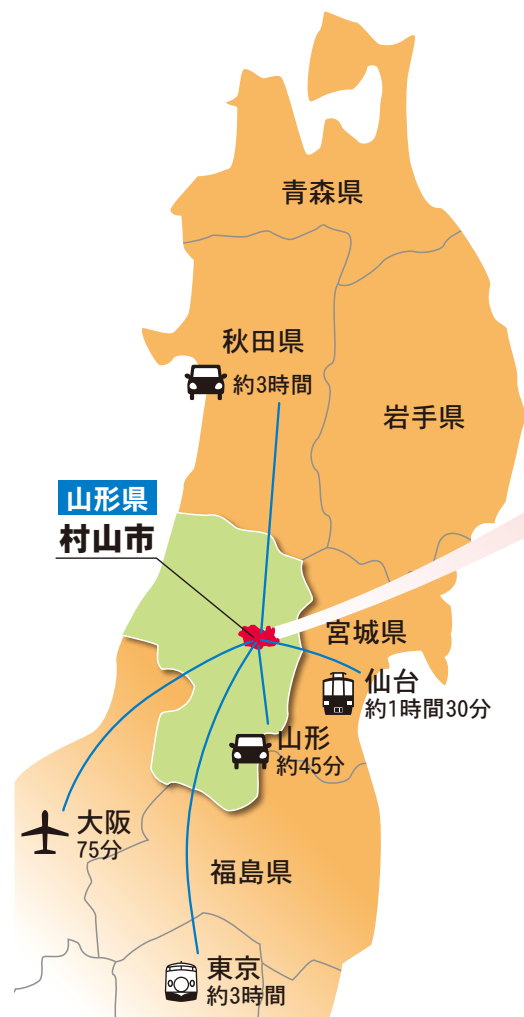 青森県
秋田県
約3時間
岩手県
山形県
村山市
宮城県
仙台
約1時間30分
山形
約45分
大阪
75分
福島県
東京
約3時間